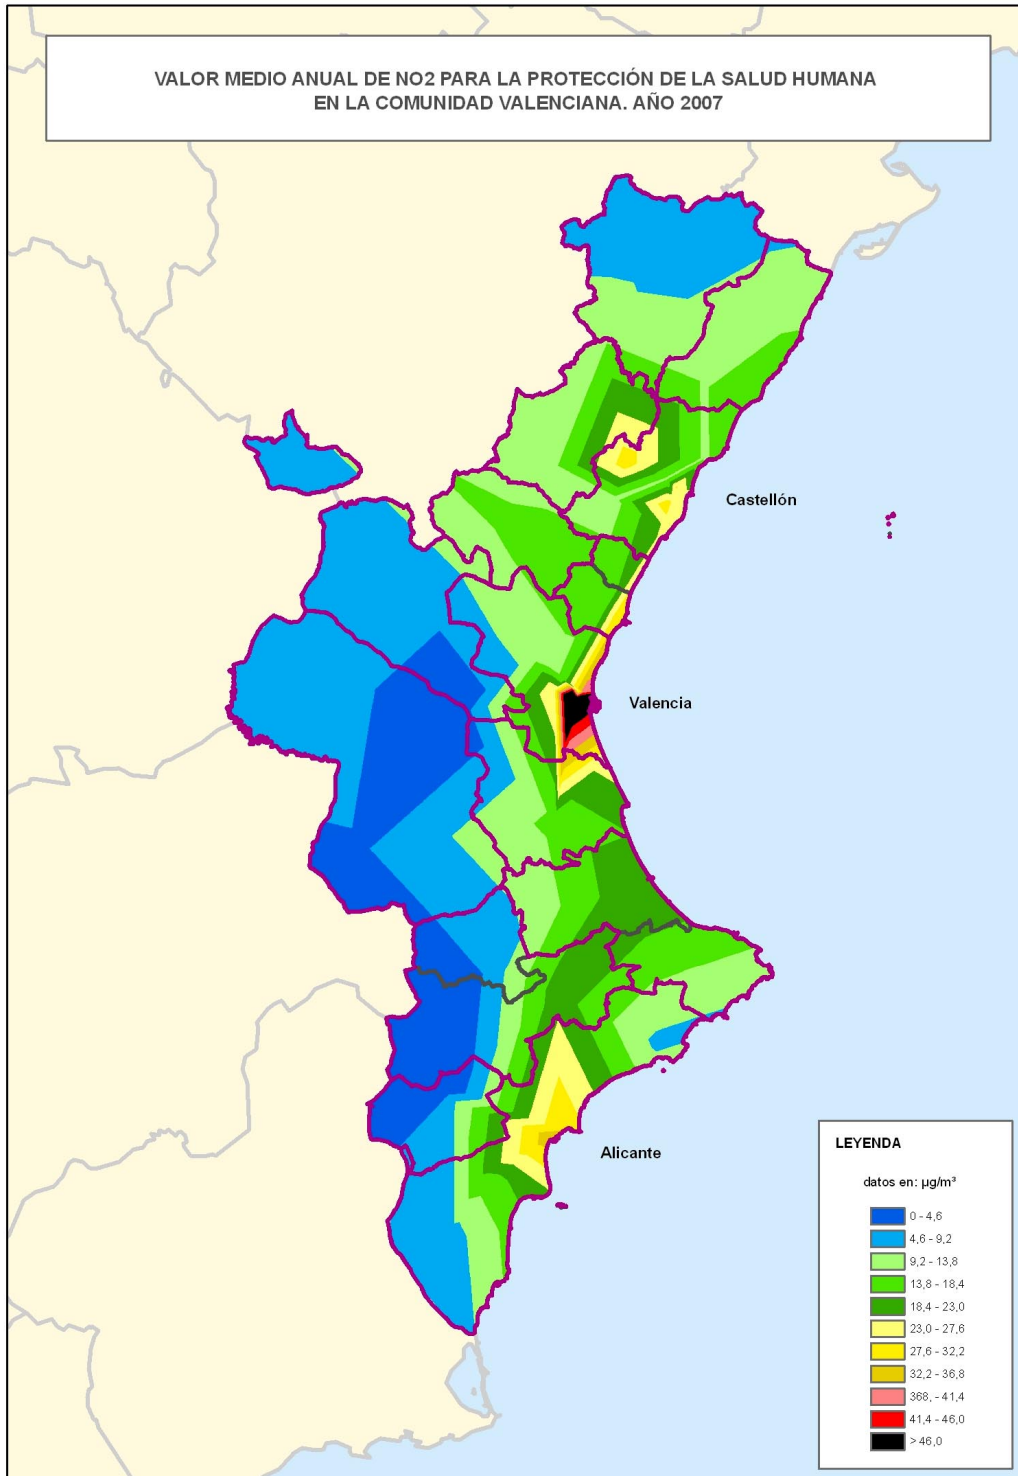 VALOR MEDIO ANUAL DE NO2 PARA LA PROTECCIÓN DE LA SALUD HUMANA
EN LA COMUNIDAD VALENCIANA. AÑO 2007
Castellón
Valencia
Alicante
LEYENDA
datos en: µg/m³
0 - 4,6
4,6 - 9,2
9,2 - 13,8
13,8 - 18,4
18,4 - 23,0
23,0 - 27,6
27,6 - 32,2
32,2 - 36,8
368, - 41,4
41,4 - 46,0
> 46,0